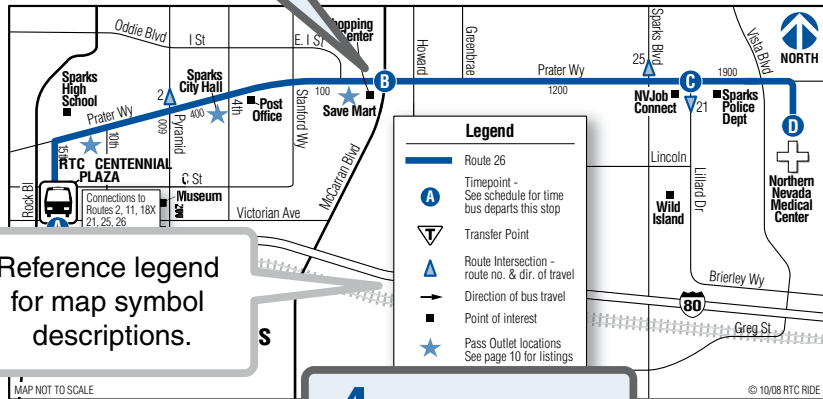 Oddie Blvd
I St
E. I St
hopping
enter
Howard
Greenbrae
Sparks Blvd
25
Vista Blvd
NORTH
Sparks
High
School
Prater Wy
2
Sparks
City Hall
400
4th
Post
Office
Stanford Wy
100
Save Mart
B
Prater Wy
1200
C
1900
NVJob
Connect
21
Sparks
Police
Dept
D
Northern
Nevada
Medical
Center
15th
10th
600
Pyramid
RTC CENTENNIAL
PLAZA
C St
Rock Bl
Connections to
Routes 2, 11, 18X
21, 25, 26
Museum
Victorian Ave
McCarran Blvd
Lincoln
Lillard Dr
Wild
Island
Brierley Wy
80
Greg St
Legend
Route 26
A
Timepoint -
See schedule for time
bus departs this stop
T
Transfer Point
Route Intersection -
route no. & dir. of travel
Direction of bus travel
Point of interest
Pass Outlet locations
See page 10 for listings
Reference legend
for map symbol
descriptions.
S
4
MAP NOT TO SCALE
© 10/08 RTC RIDE